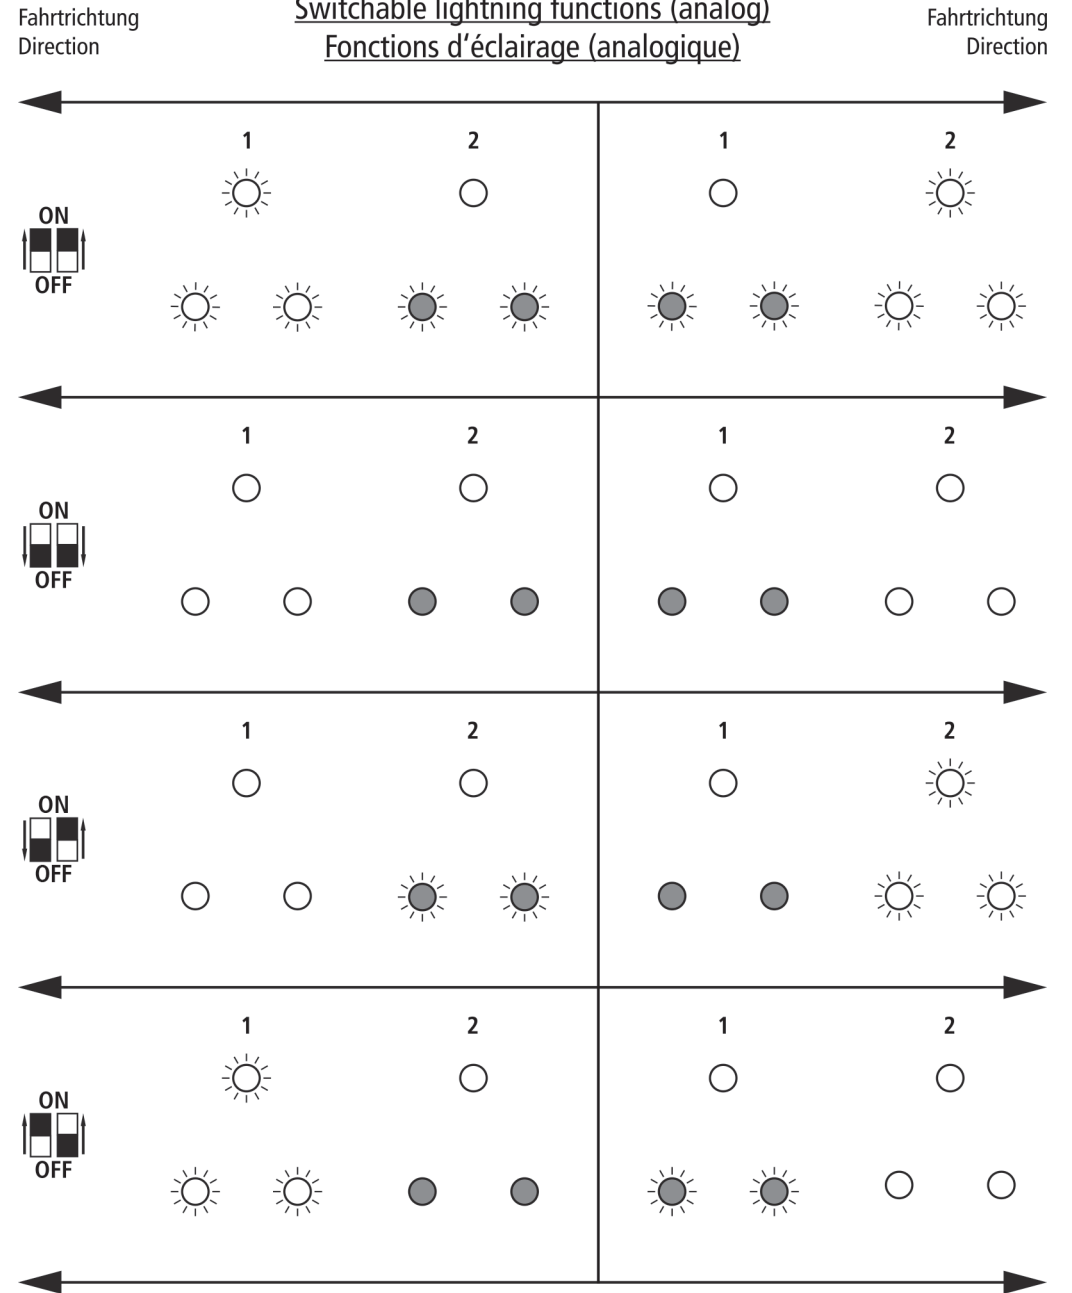 Fahrtrichtung
Direction
Switchable lightning functions (analog)
Fonctions d‘éclairage (analogique)
Fahrtrichtung
Direction
1 2 1 2
ON
OFF
1 2 1 2
ON
OFF
1 2 1 2
ON
OFF
1 2 1 2
ON
OFF